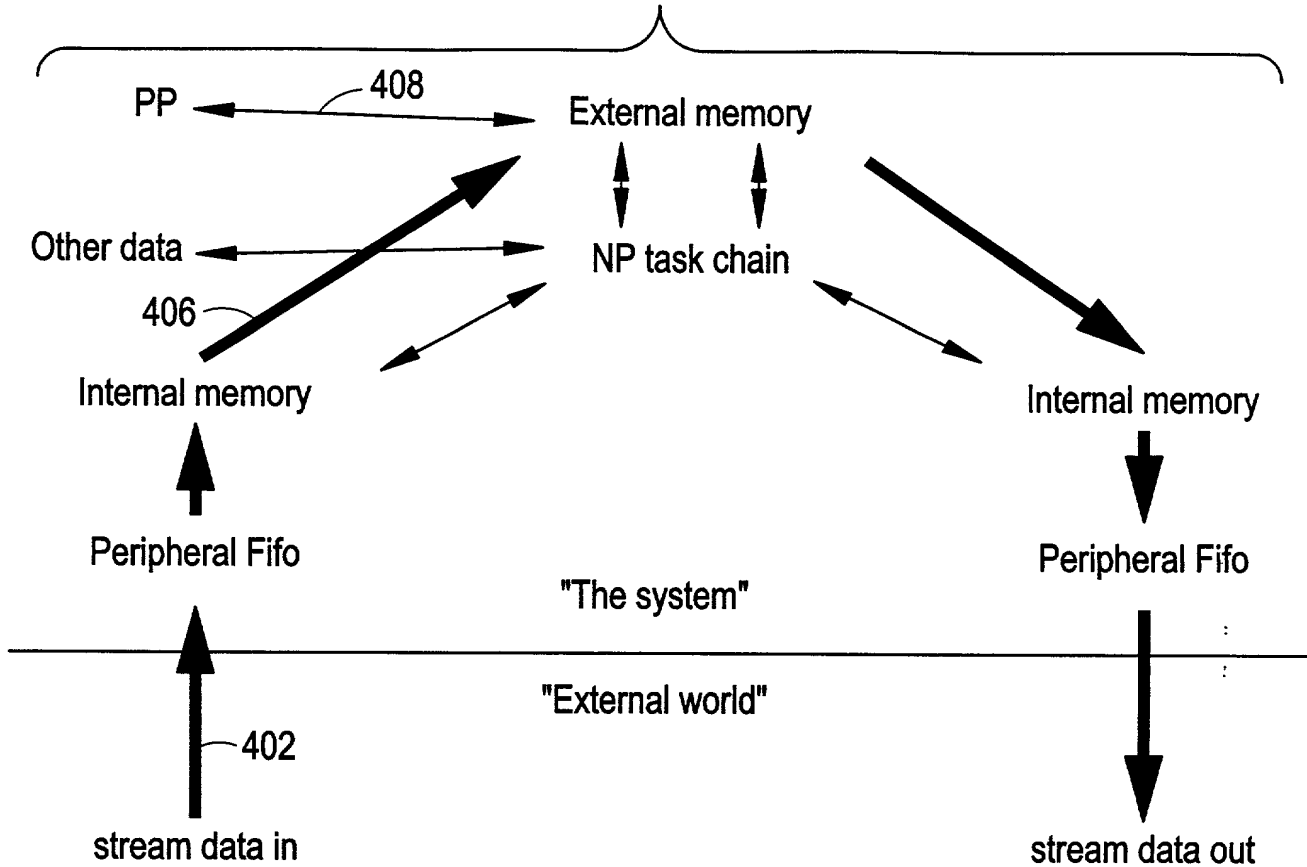 408
PP
External memory
Other data
NP task chain
406
Internal memory
Internal memory
Peripheral Fifo
Peripheral Fifo
"The system"
"External world"
402
stream data in
stream data out